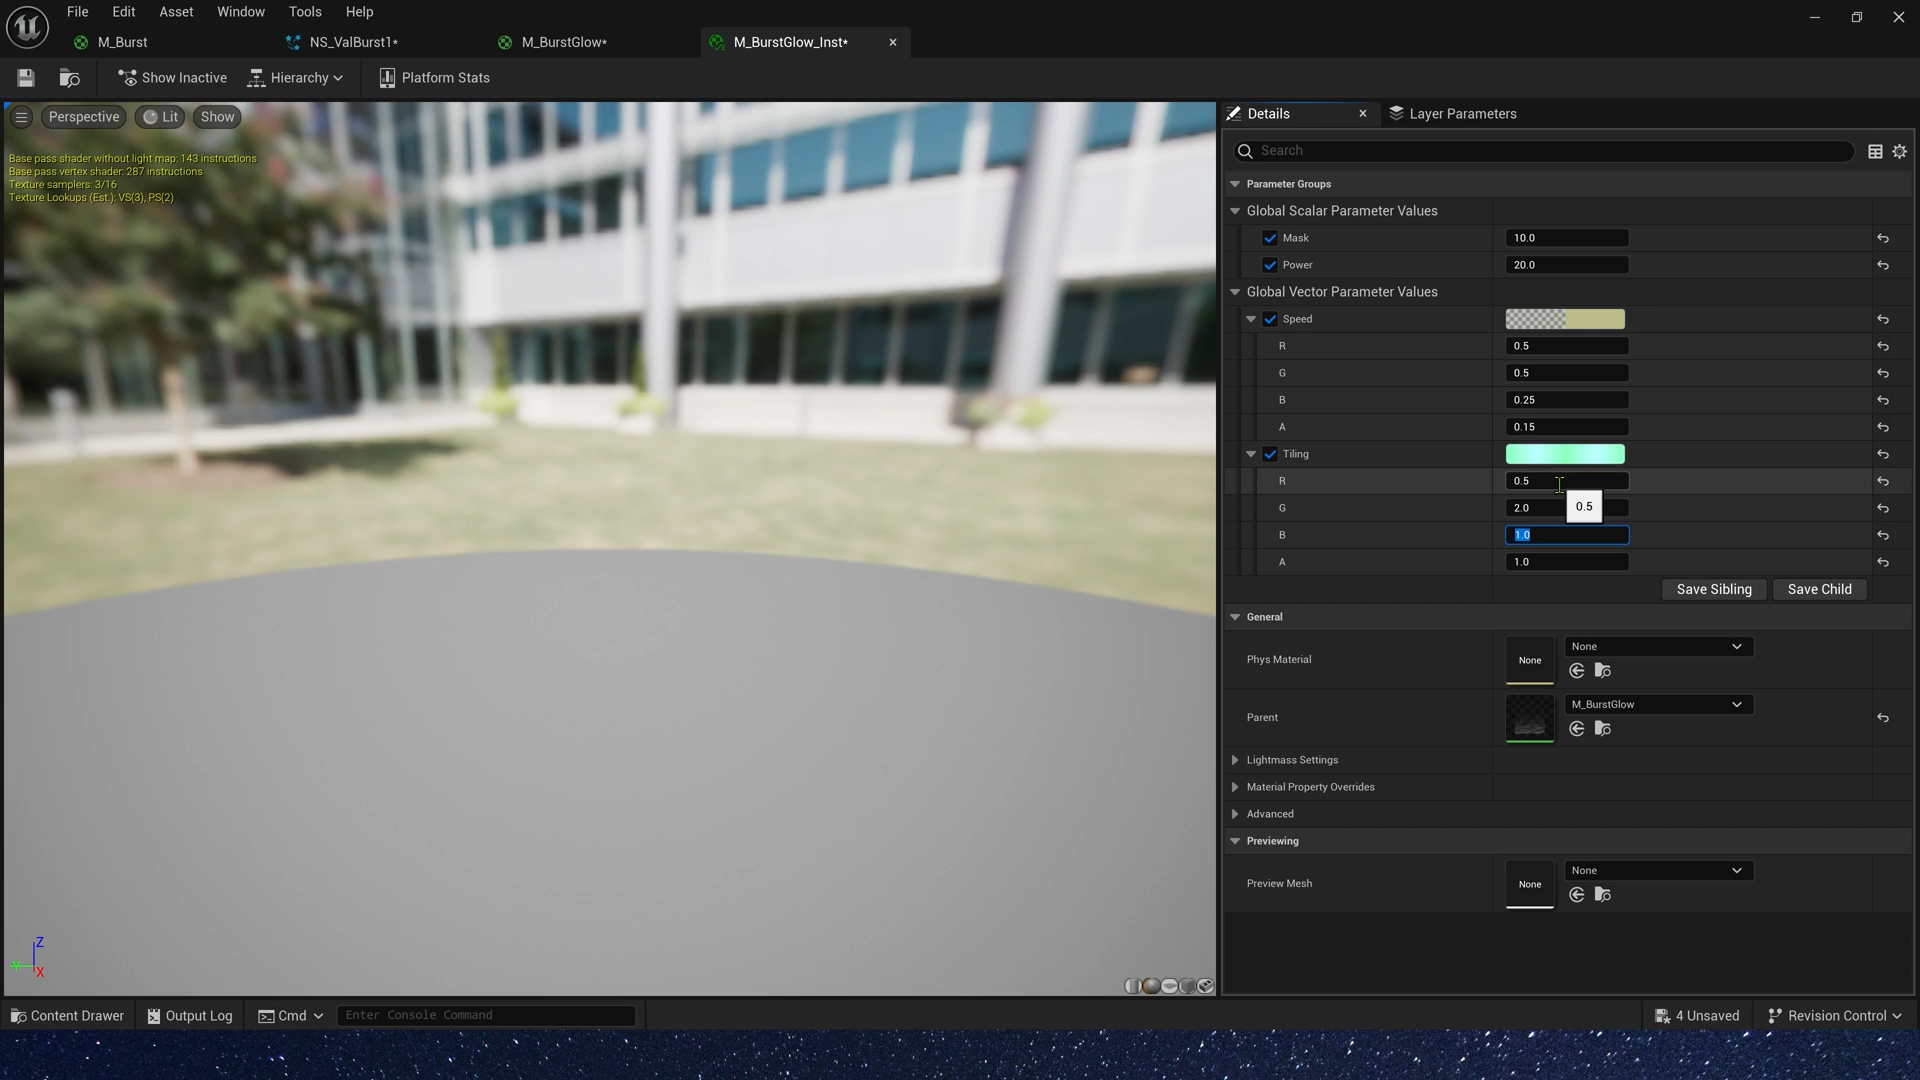 File Edit Asset Window Tools Help
M_Burst NS_ValBurst1* M_BurstGlow* M_BurstGlow_Inst*
Show Inactive Hierarchy Platform Stats
Perspective Lit Show
Base pass shader without light map: 143 instructions
Base pass vertex shader: 287 instructions
Texture samplers: 3/16
Texture Lookups (Est.): VS(3), PS(2)
Z
X
Details Layer Parameters
Search
Parameter Groups
Global Scalar Parameter Values
Mask 10.0
Power 20.0
Global Vector Parameter Values
Speed
R 0.5
G 0.5
B 0.25
A 0.15
Tiling
R 0.5
G 2.0
0.5
B 1.0
A 1.0
Save Sibling Save Child
General
Phys Material None None
Parent M_BurstGlow
Lightmass Settings
Material Property Overrides
Advanced
Previewing
Preview Mesh None None
Content Drawer Output Log Cmd Enter Console Command 4 Unsaved Revision Control